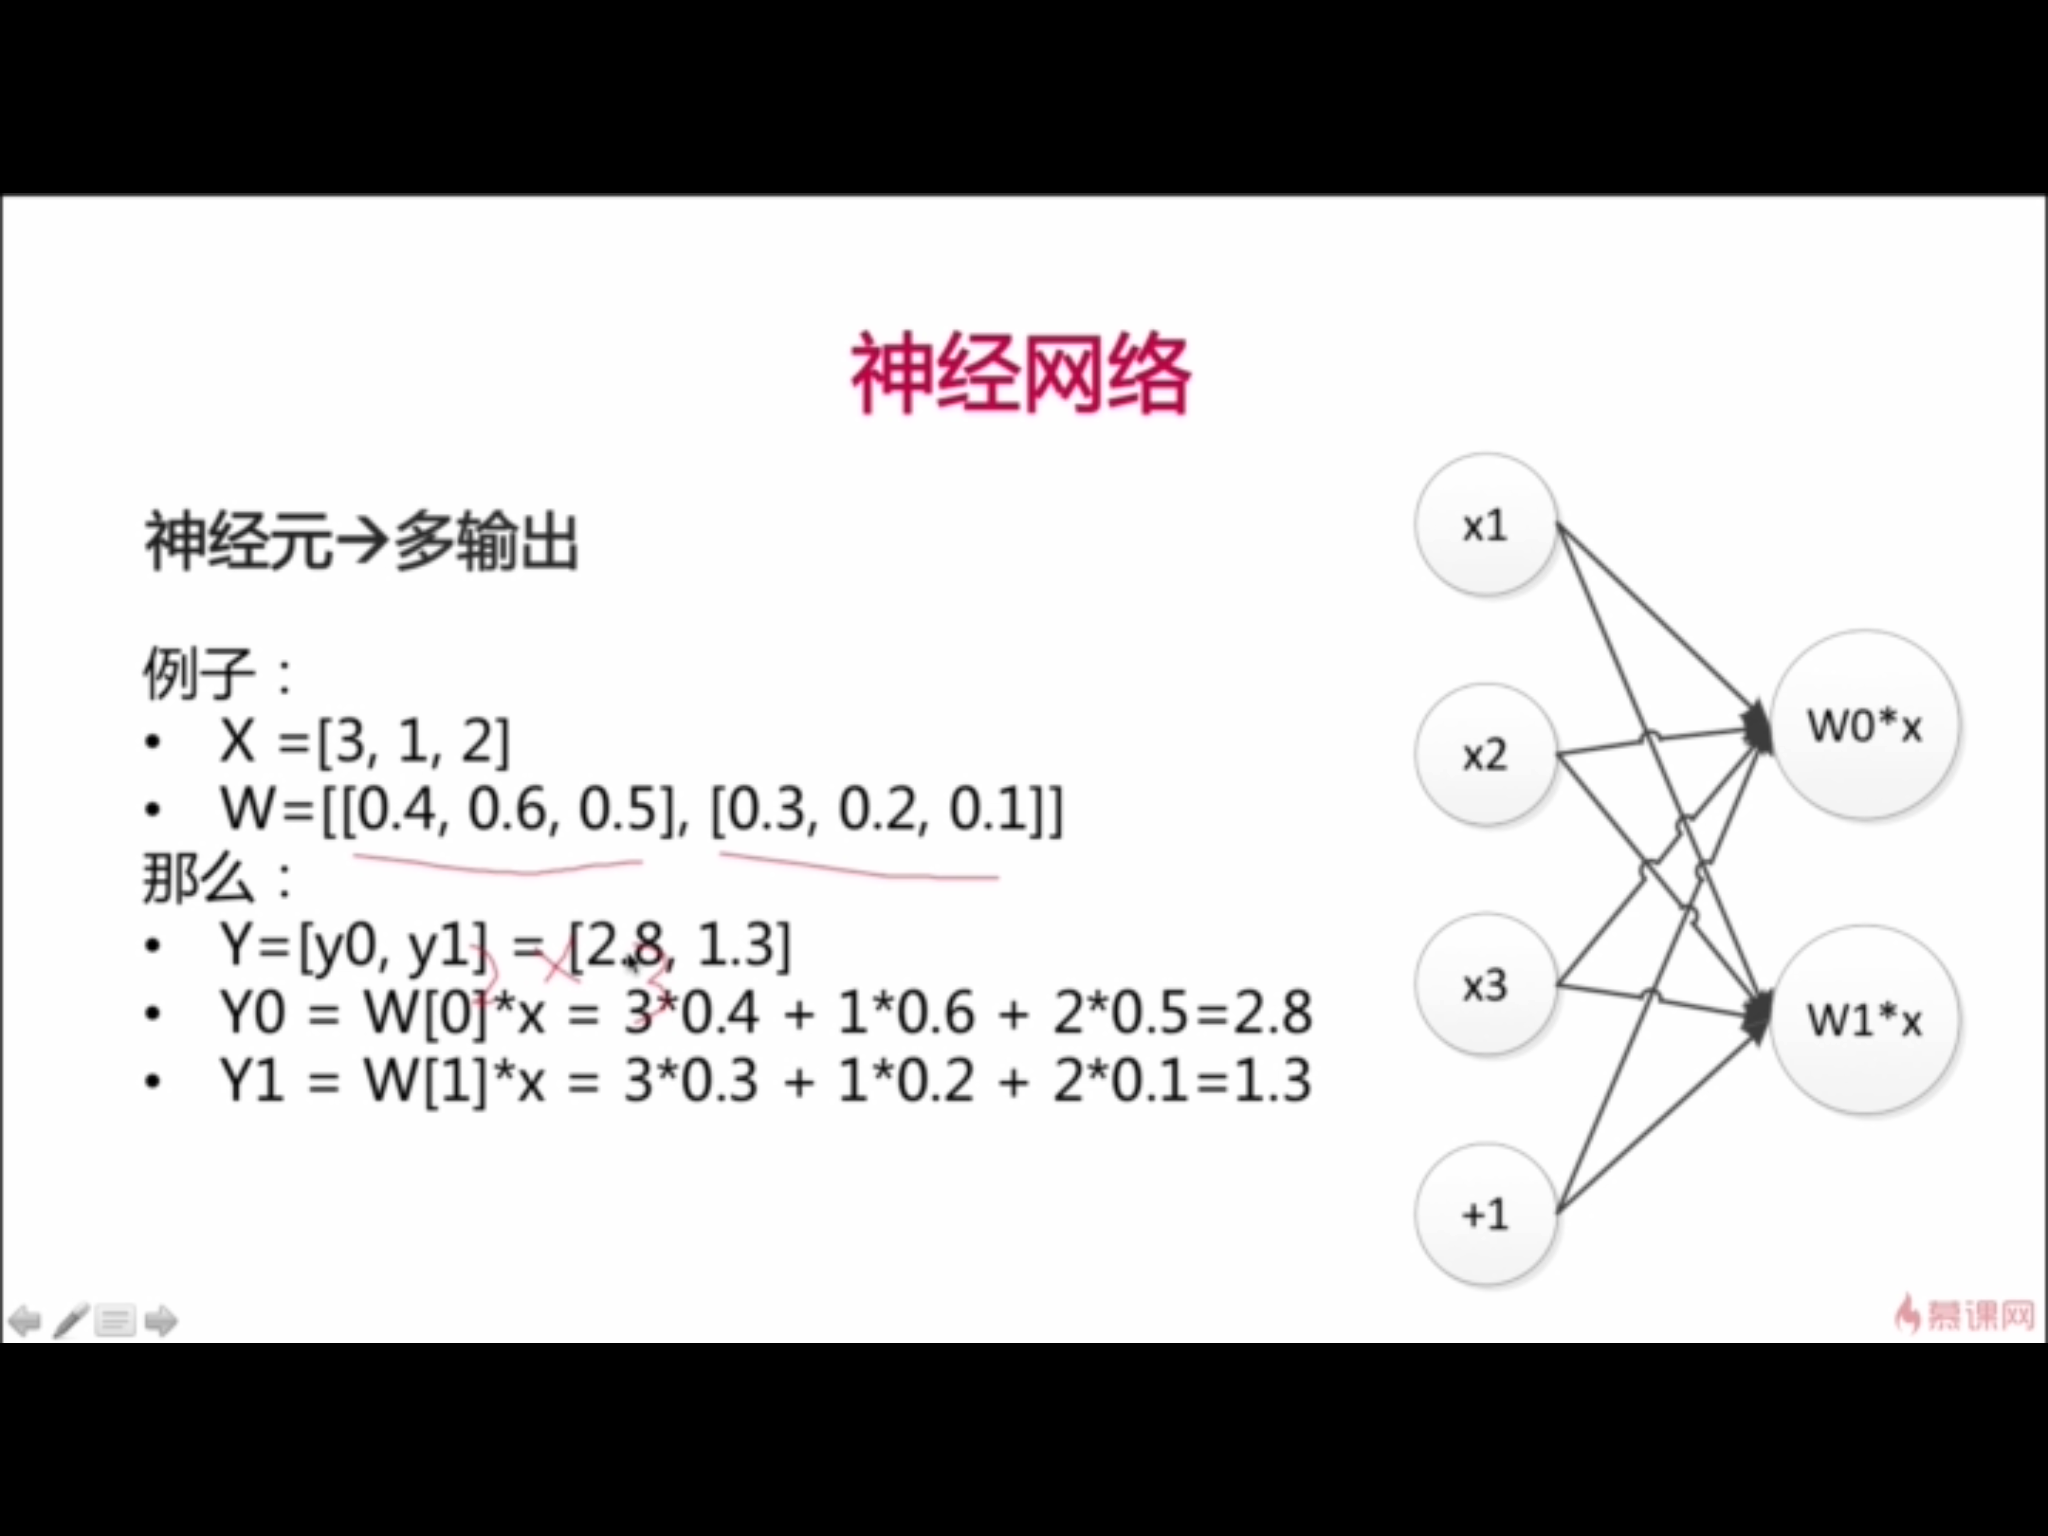 神经网络
神经元→多输出
例子：
• X =[3, 1, 2]
• W=[[0.4, 0.6, 0.5], [0.3, 0.2, 0.1]]
那么：
• Y=[y0, y1] = [2.8, 1.3]
• Y0 = W[0]*x = 3*0.4 + 1*0.6 + 2*0.5=2.8
• Y1 = W[1]*x = 3*0.3 + 1*0.2 + 2*0.1=1.3
2 x 3
x1
x2
x3
+1
W0*x
W1*x
慕课网